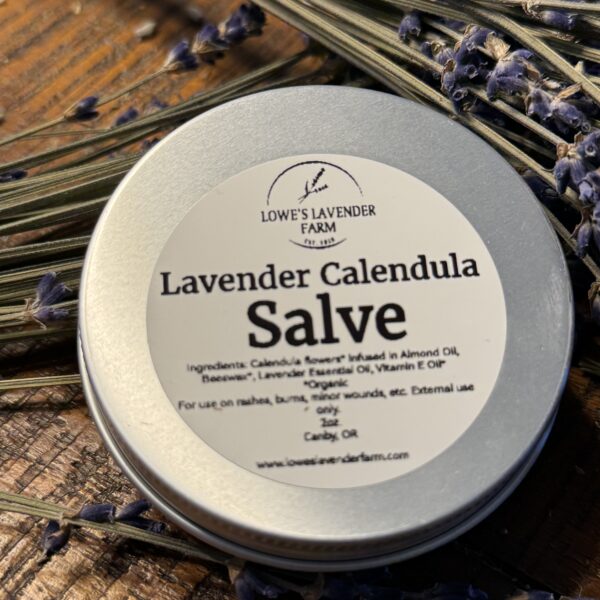 LOWE'S LAVENDER
FARM
EST. 1918
Lavender Calendula
Salve
Ingredients: Calendula flowers* Infused in Almond Oil,
Beeswax*, Lavender Essential Oil, Vitamin E Oil*
*Organic
For use on rashes, burns, minor wounds, etc. External use
only.
2oz
Canby, OR
www.loweslavenderfarm.com